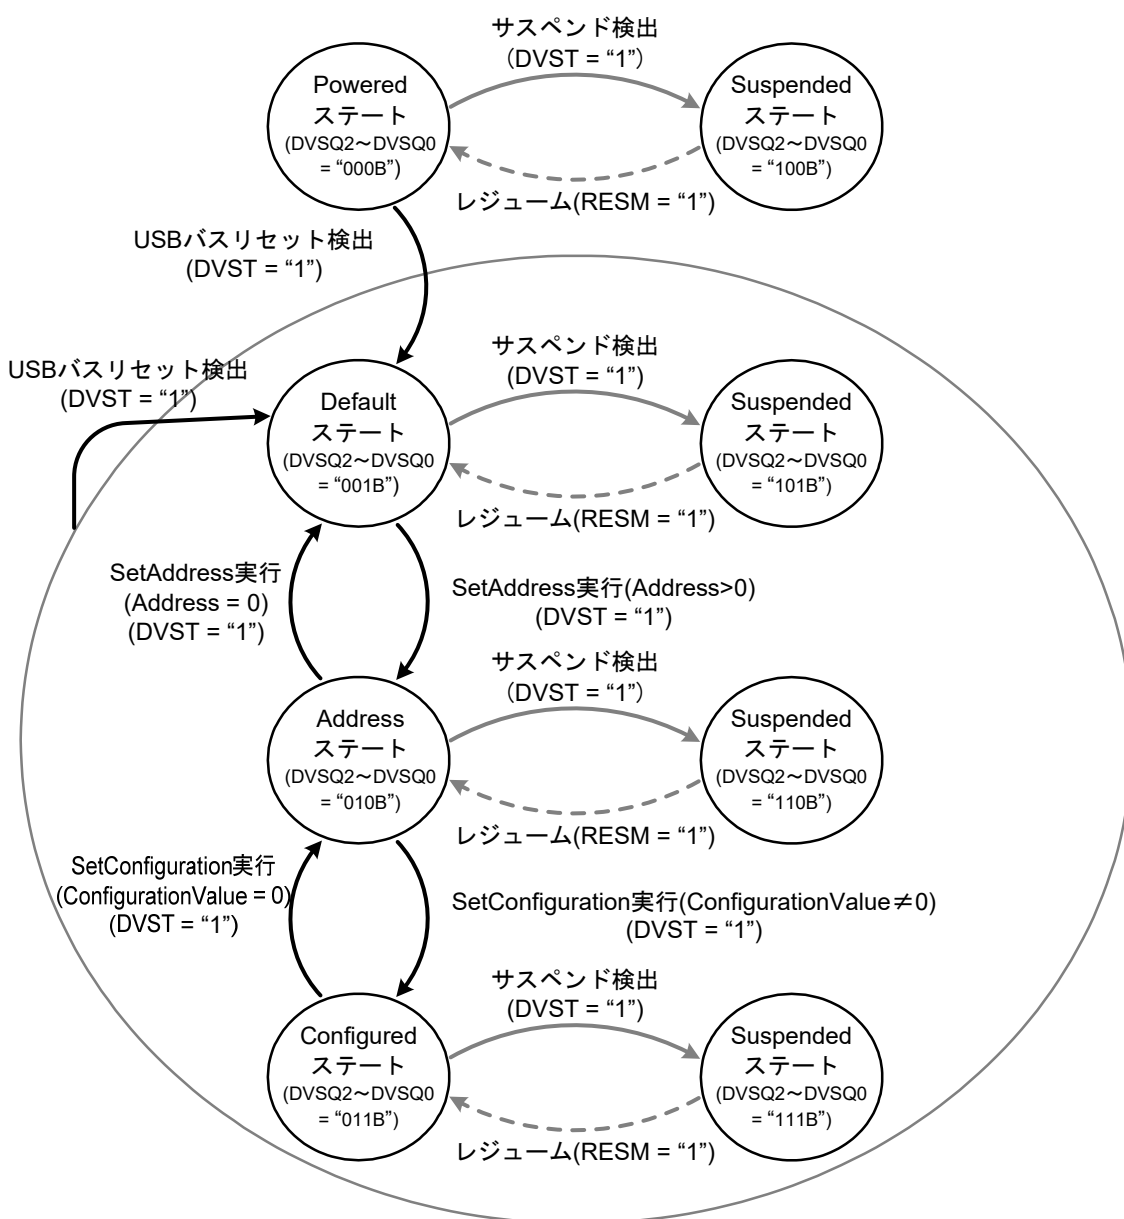 サスペンド検出
（DVST = “1”）
Powered
ステート
(DVSQ2～DVSQ0
= “000B”)
Suspended
ステート
(DVSQ2～DVSQ0
= “100B”)
レジューム(RESM = “1”)
USBバスリセット検出
(DVST = “1”)
USBバスリセット検出
(DVST = “1”)
サスペンド検出
(DVST = “1”)
Default
ステート
(DVSQ2～DVSQ0
= “001B”)
Suspended
ステート
(DVSQ2～DVSQ0
= “101B”)
レジューム(RESM = “1”)
SetAddress実行
(Address = 0)
(DVST = “1”)
SetAddress実行(Address>0)
(DVST = “1”)
サスペンド検出
（DVST = “1”）
Address
ステート
(DVSQ2～DVSQ0
= “010B”)
Suspended
ステート
(DVSQ2～DVSQ0
= “110B”)
レジューム(RESM = “1”)
SetConfiguration実行
(ConfigurationValue = 0)
(DVST = “1”)
SetConfiguration実行(ConfigurationValue≠0)
(DVST = “1”)
サスペンド検出
(DVST = “1”)
Configured
ステート
(DVSQ2～DVSQ0
= “011B”)
Suspended
ステート
(DVSQ2～DVSQ0
= “111B”)
レジューム(RESM = “1”)